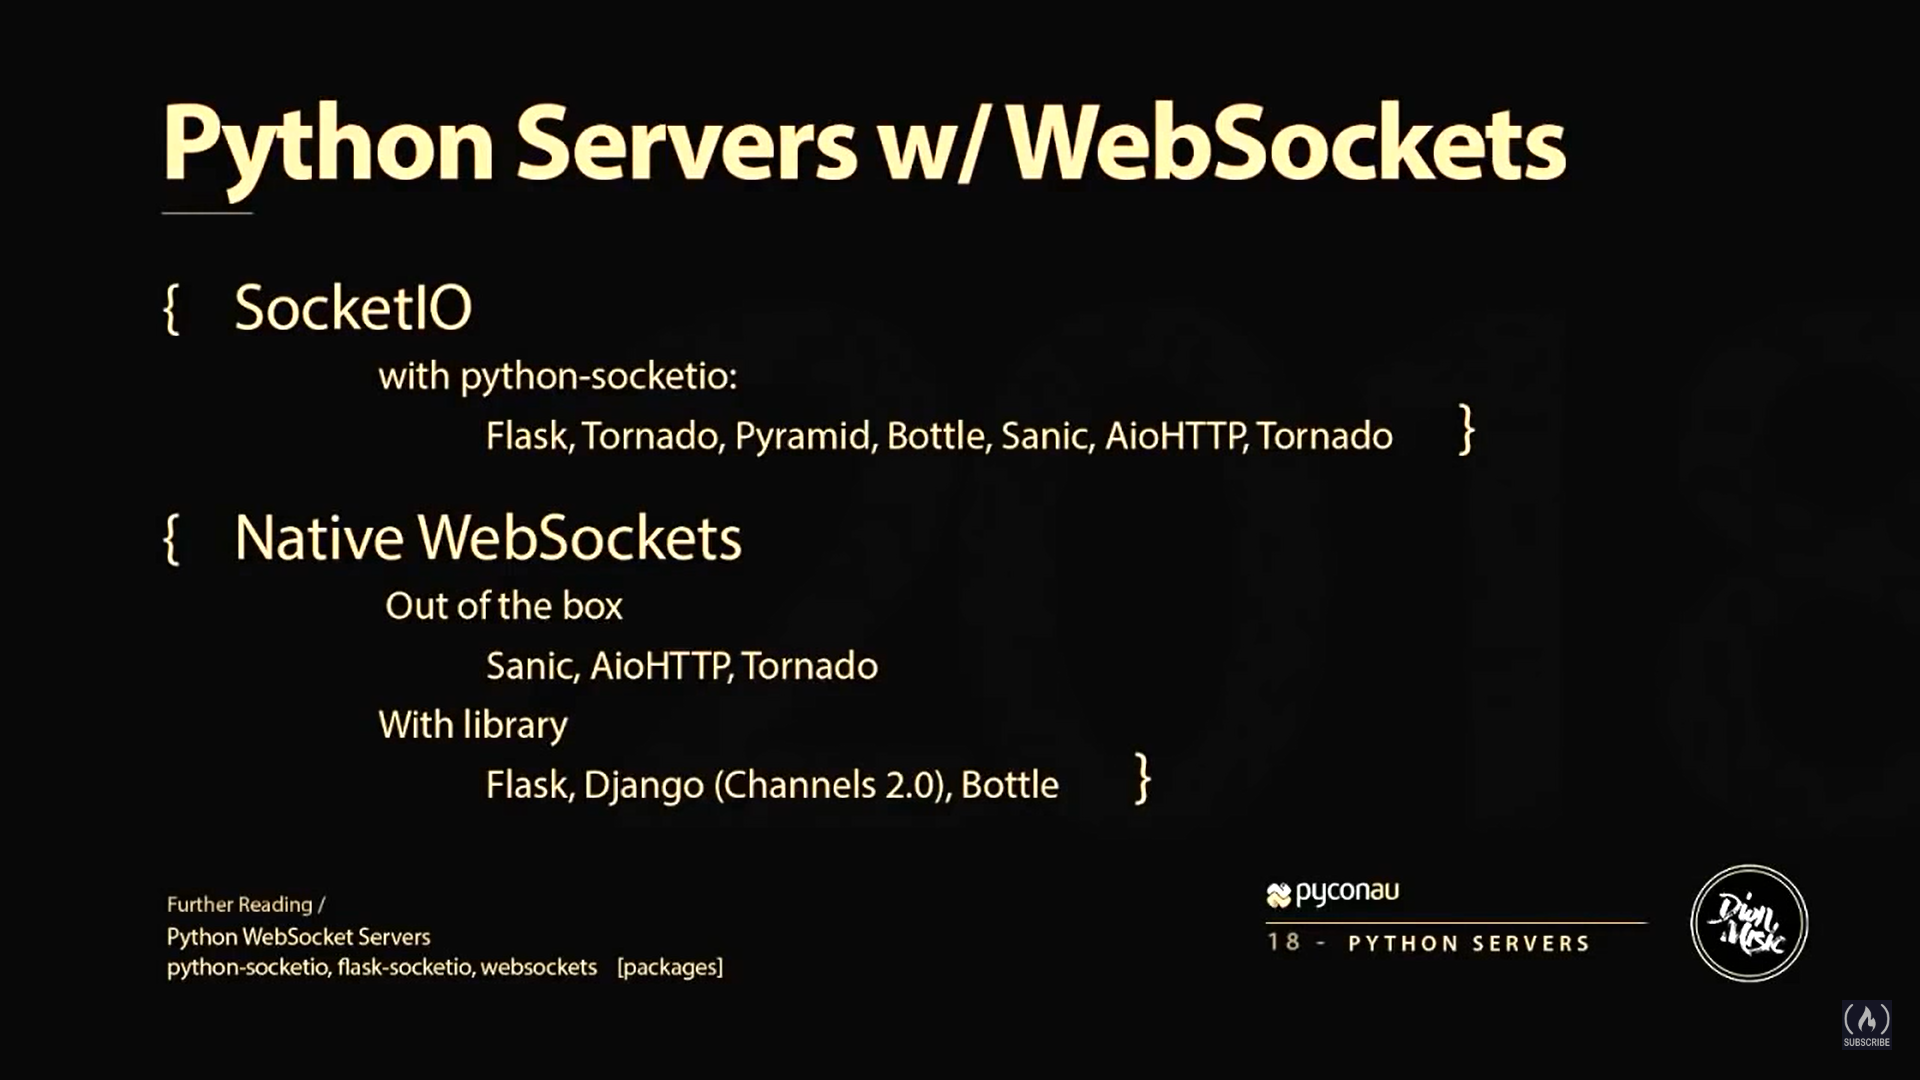 Python Servers w/ WebSockets
{ SocketIO
with python-socketio:
Flask, Tornado, Pyramid, Bottle, Sanic, AioHTTP, Tornado }
{ Native WebSockets
Out of the box
Sanic, AioHTTP, Tornado
With library
Flask, Django (Channels 2.0), Bottle }
Further Reading /
Python WebSocket Servers
python-socketio, flask-socketio, websockets [packages]
pyconau
18 - PYTHON SERVERS
Dion Misic
SUBSCRIBE
2018